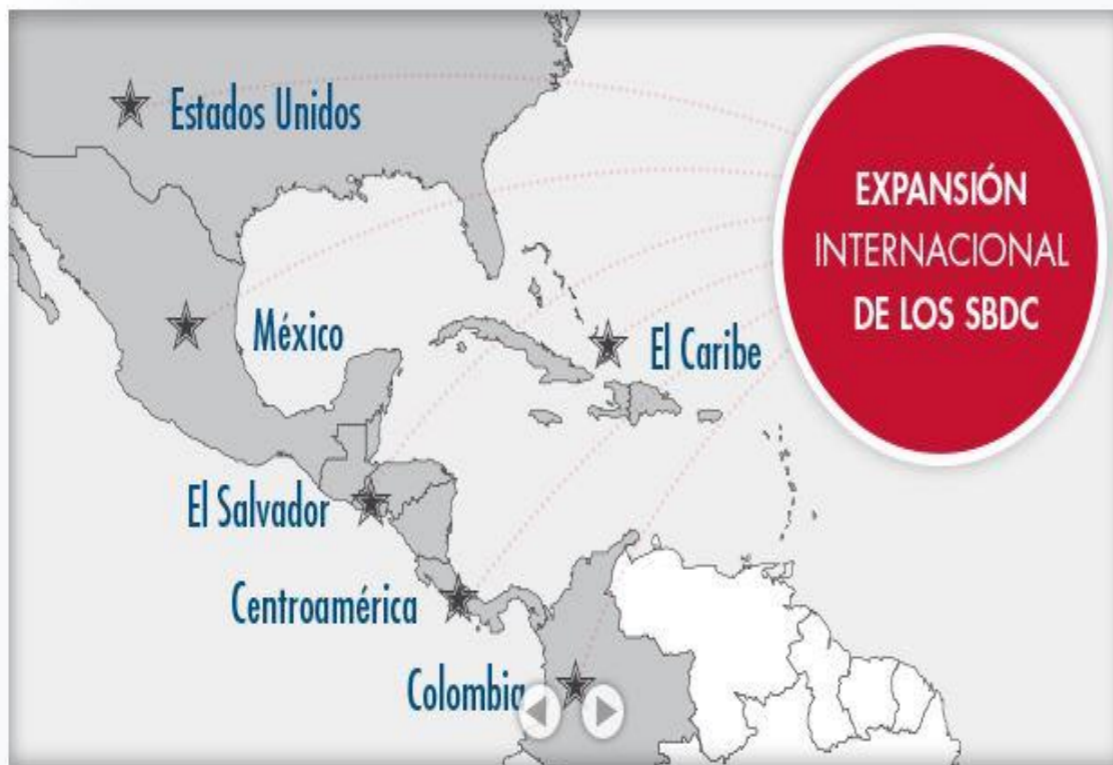 Estados Unidos
EXPANSIÓN
INTERNACIONAL
DE LOS SBDC
México
El Caribe
El Salvador
Centroamérica
Colombia